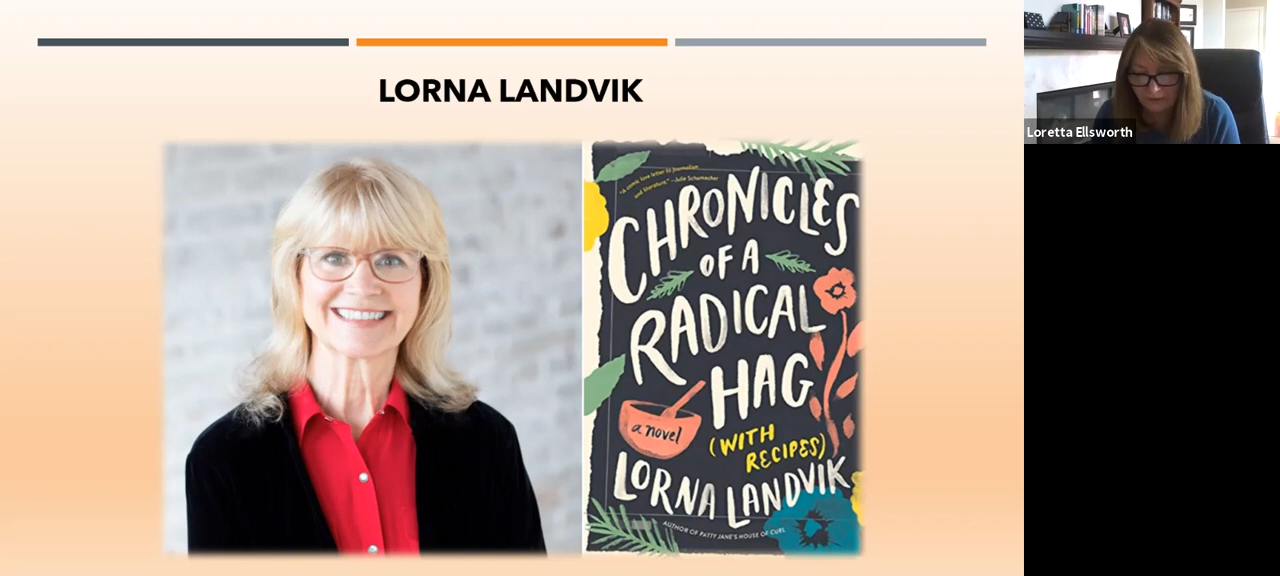 LORNA LANDVIK
"A comic love letter to journalism
and literature." –Julie Schumacher
CHRONICLES
OF A
RADICAL
HAG
a novel
(WITH
RECIPES)
LORNA LANDVIK
AUTHOR OF PATTY JANE'S HOUSE OF CURL
Loretta Ellsworth